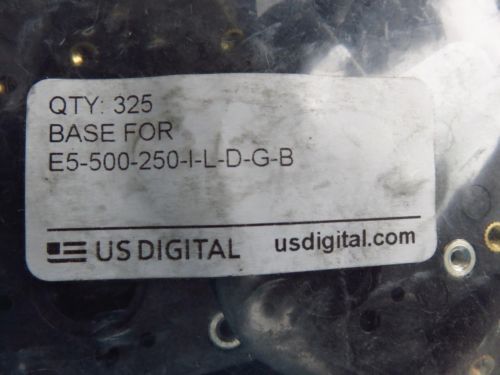 QTY: 325
BASE FOR
E5-500-250-I-L-D-G-B
US DIGITAL usdigital.com